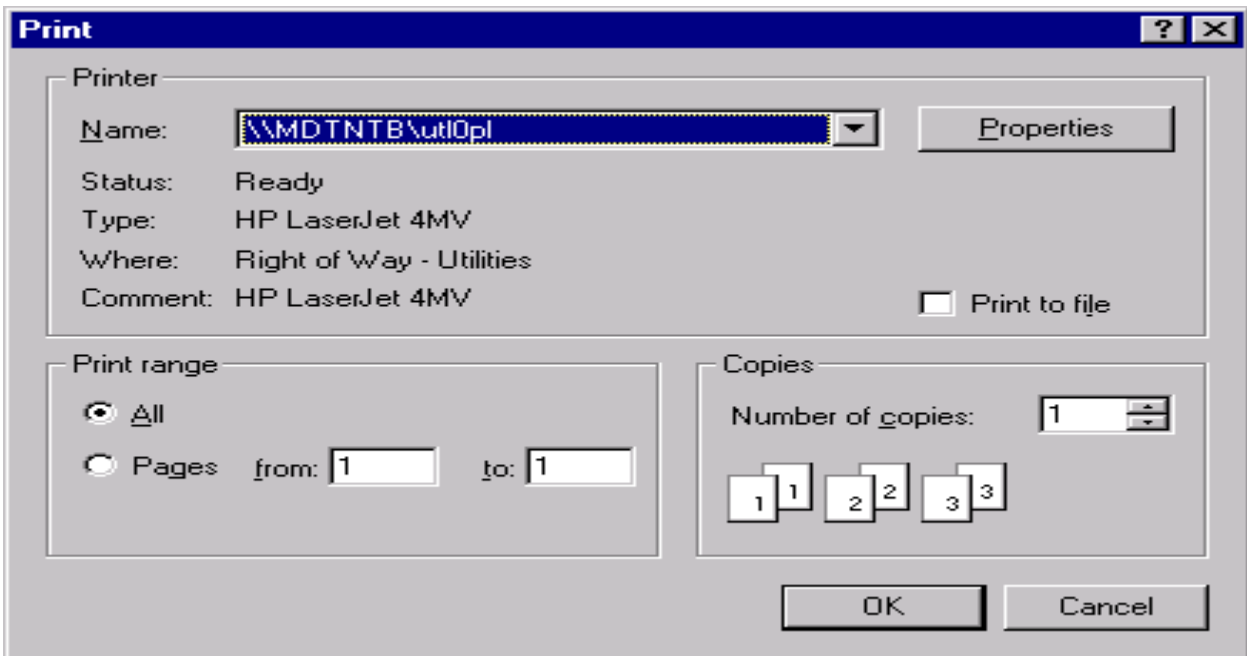 Print
Printer
Name: \\MDTNTB\utl0pl
Properties
Status: Ready
Type: HP LaserJet 4MV
Where: Right of Way - Utilities
Comment: HP LaserJet 4MV
Print to file
Print range
All
Pages from: 1 to: 1
Copies
Number of copies: 1
1 1 2 2 3 3
OK Cancel